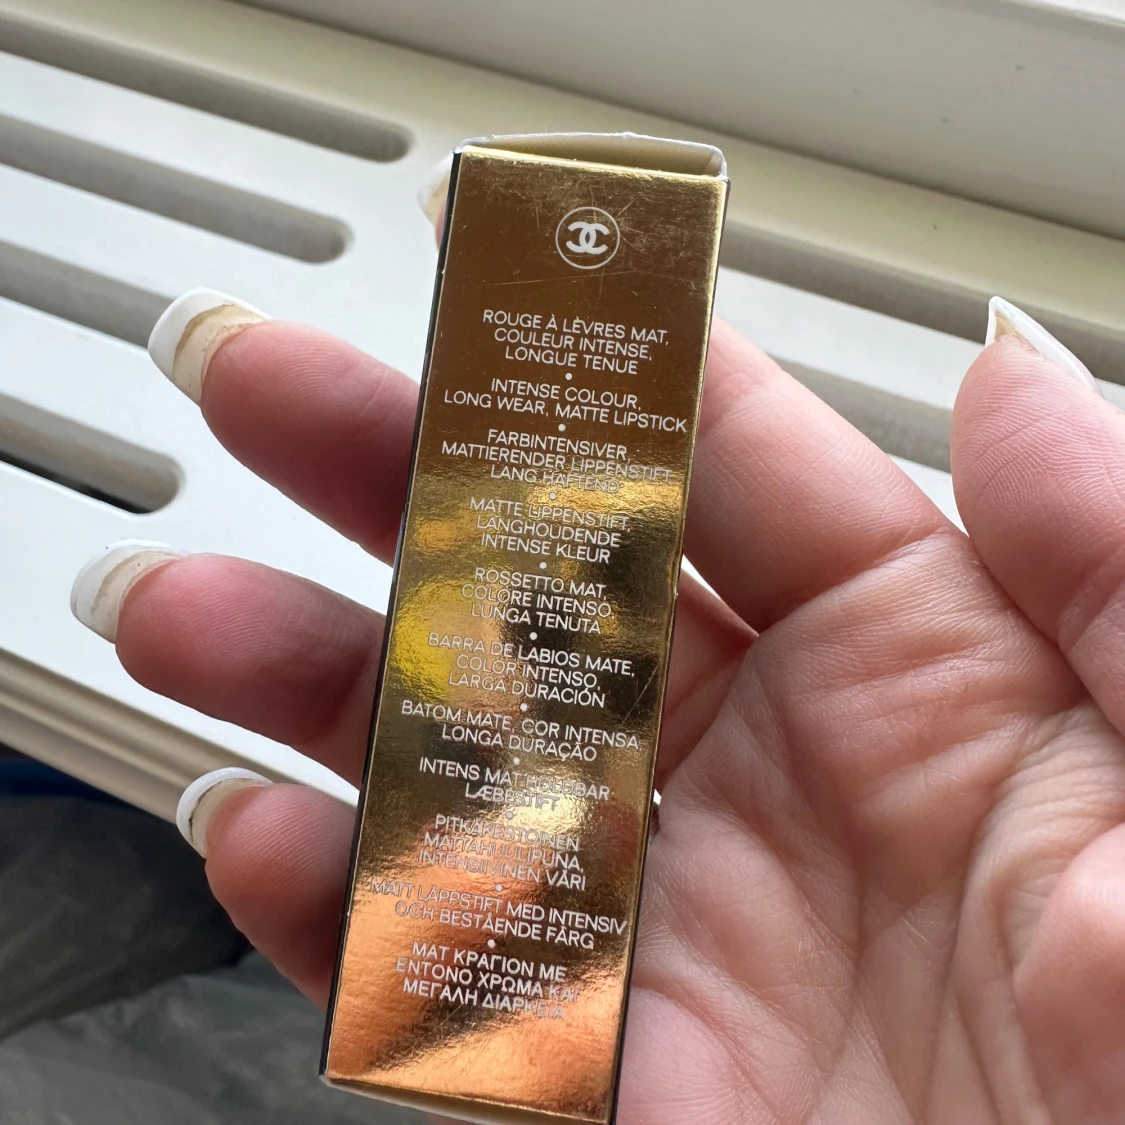 ROUGE À LÈVRES MAT,
COULEUR INTENSE,
LONGUE TENUE
INTENSE COLOUR,
LONG WEAR, MATTE LIPSTICK
FARBINTENSIVER,
MATTIERENDER LIPPENSTIFT
LANG HAFTEND
MATTE LIPPENSTIFT,
LANGHOUDENDE
INTENSE KLEUR
ROSSETTO MAT,
COLORE INTENSO,
LUNGA TENUTA
BARRA DE LABIOS MATE,
COLOR INTENSO,
LARGA DURACIÓN
BATOM MATE, COR INTENSA,
LONGA DURAÇÃO
INTENS MAT HOLDBAR
LÆBESTIFT
PITKÄKESTOINEN
MATTAHUULIPUNA,
INTENSIIVINEN VÄRI
MATT LÄPPSTIFT MED INTENSIV
OCH BESTÅENDE FÄRG
ΜΑΤ ΚΡΑΓΙΟΝ ΜΕ
ΕΝΤΟΝΟ ΧΡΩΜΑ ΚΑΙ
ΜΕΓΑΛΗ ΔΙΑΡΚΕΙΑ